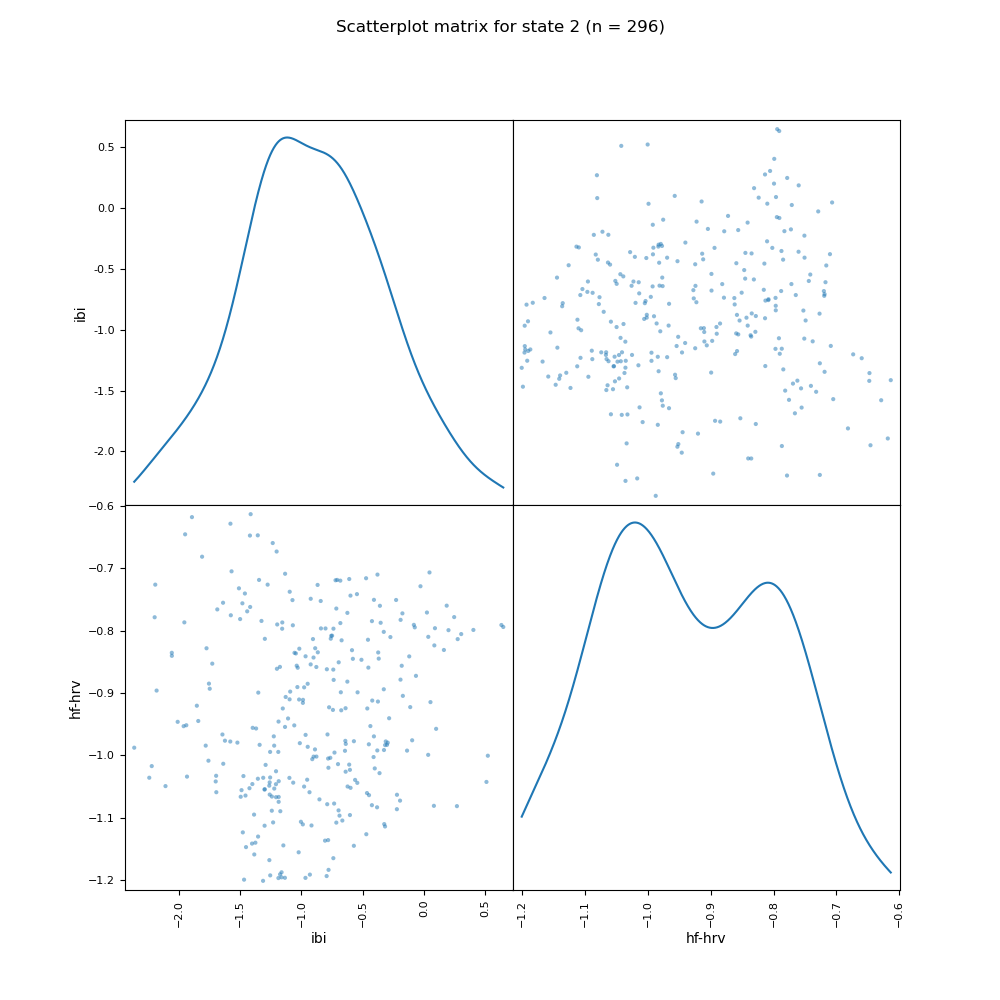 Scatterplot matrix for state 2 (n = 296)
ibi
0.5
0.0
-0.5
-1.0
-1.5
-2.0
hf-hrv
−0.6
−0.7
−0.8
−0.9
−1.0
−1.1
−1.2
−2.0 −1.5 −1.0 −0.5 0.0 0.5
ibi
−1.2 −1.1 −1.0 −0.9 −0.8 −0.7 −0.6
hf-hrv